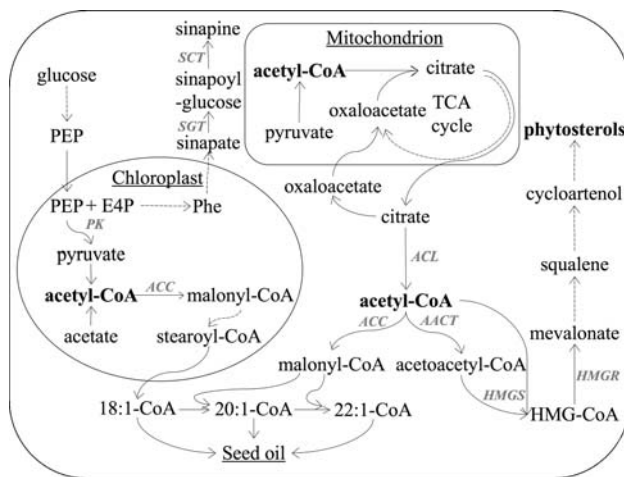 sinapine
SCT
sinapoyl
-glucose
SGT
sinapate
glucose
PEP
Chloroplast
PEP + E4P
Phe
PK
pyruvate
acetyl-CoA
ACC
malonyl-CoA
acetate
stearoyl-CoA
Mitochondrion
acetyl-CoA
citrate
oxaloacetate
TCA
cycle
pyruvate
oxaloacetate
citrate
ACL
acetyl-CoA
ACC
AACT
malonyl-CoA
acetoacetyl-CoA
HMGS
HMG-CoA
HMGR
mevalonate
squalene
cycloartenol
phytosterols
18:1-CoA
20:1-CoA
22:1-CoA
Seed oil